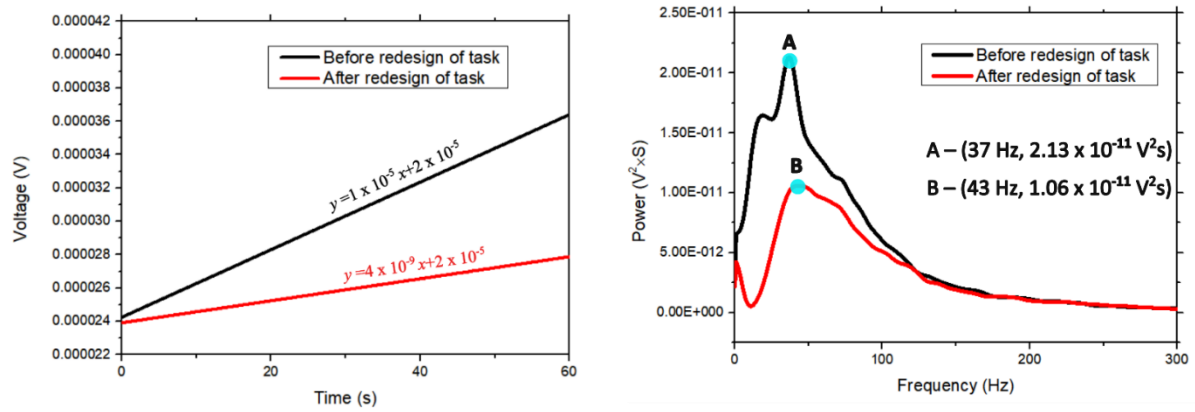 0.000042
0.000036
0.000034
0.000032
0.000030
0.000028
0.000026
0.000024
0.000022
Voltage (V)
Before redesign of task
After redesign of task
y =1 x 10⁻⁵ x+2 x 10⁻⁵
y =4 x 10⁻⁹ x+2 x 10⁻⁵
0 20 40 60
Time (s)
2.50E-011
2.00E-011
1.50E-011
1.00E-011
5.00E-012
0.00E+000
Power (V²×S)
A
B
Before redesign of task
After redesign of task
A – (37 Hz, 2.13 x 10⁻¹¹ V²s)
B – (43 Hz, 1.06 x 10⁻¹¹ V²s)
0 100 200 300
Frequency (Hz)